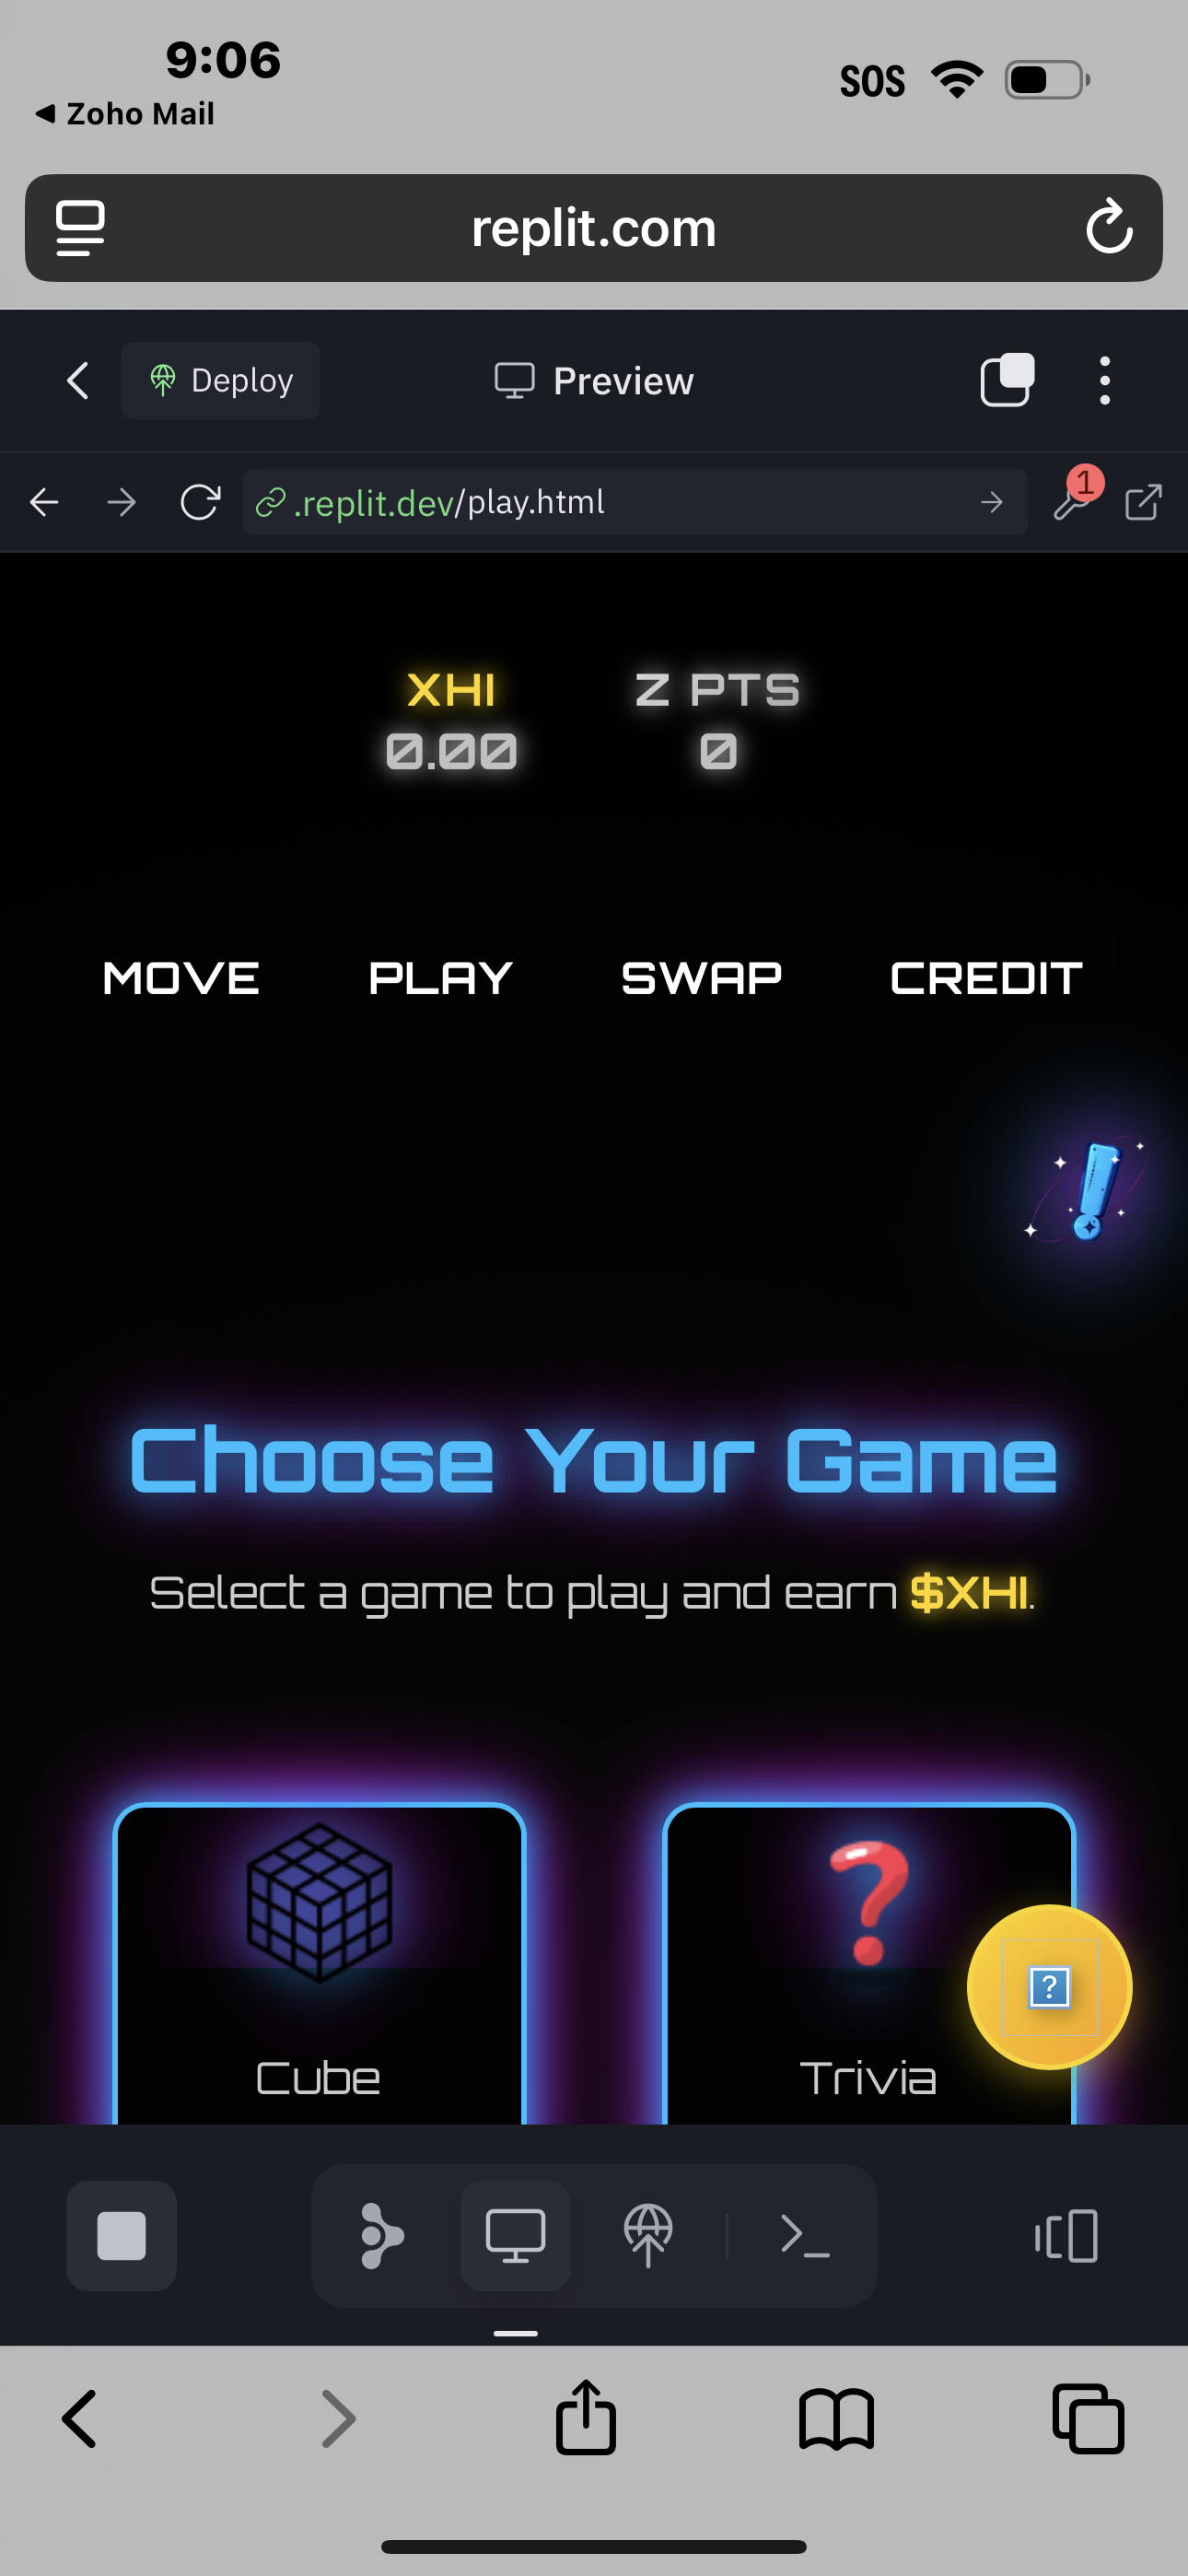 9:06
SOS
◀ Zoho Mail
replit.com
Deploy
Preview
.replit.dev/play.html
1
XHI
Z PTS
0.00
0
MOVE
PLAY
SWAP
CREDIT
Choose Your Game
Select a game to play and earn $XHI.
Cube
Trivia